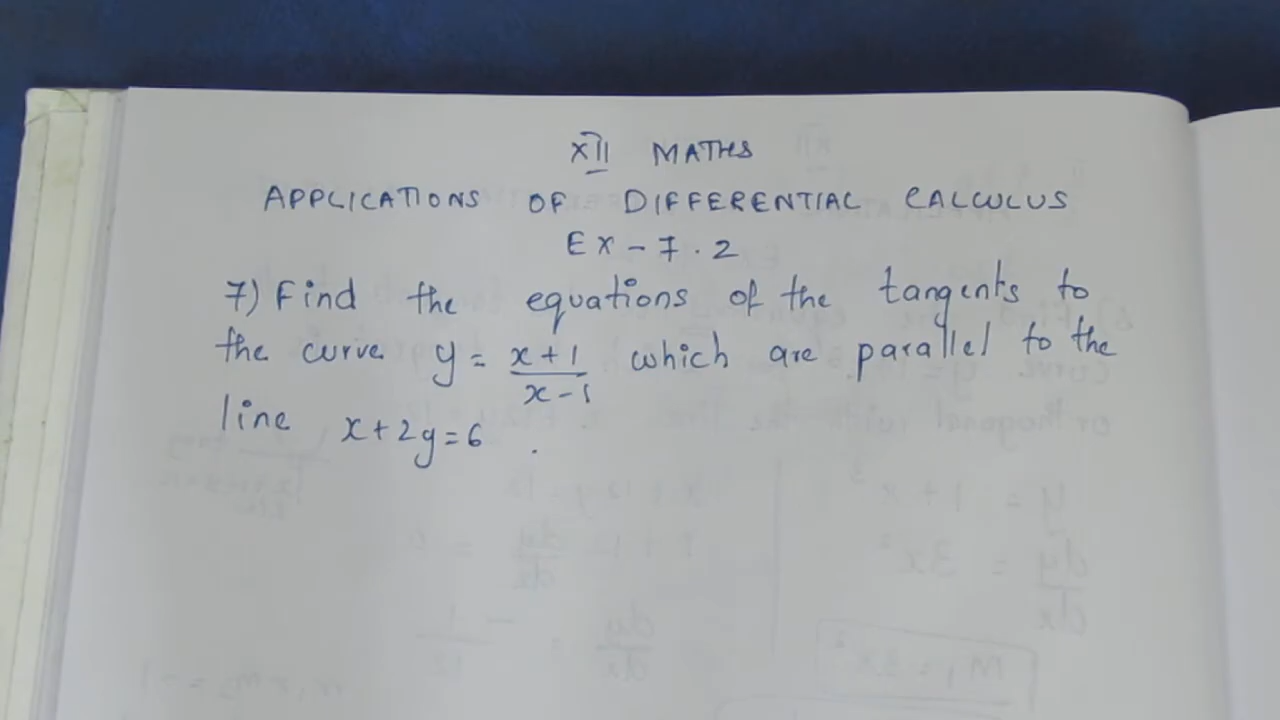 XII MATHS
APPLICATIONS OF DIFFERENTIAL CALCULUS
EX - 7.2
7) Find the equations of the tangents to
the curve y = x+1/x-1 which are parallel to the
line x+2y=6.